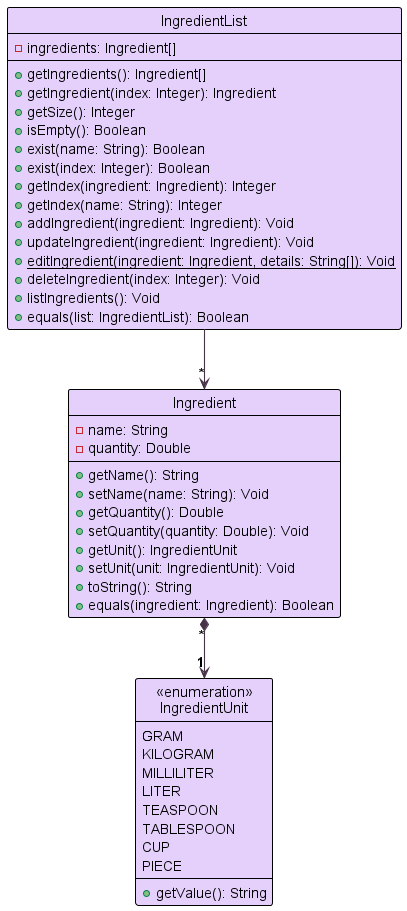 IngredientList
ingredients: Ingredient[]
getIngredients(): Ingredient[]
getIngredient(index: Integer): Ingredient
getSize(): Integer
isEmpty(): Boolean
exist(name: String): Boolean
exist(index: Integer): Boolean
getIndex(ingredient: Ingredient): Integer
getIndex(name: String): Integer
addIngredient(ingredient: Ingredient): Void
updateIngredient(ingredient: Ingredient): Void
editIngredient(ingredient: Ingredient, details: String[]): Void
deleteIngredient(index: Integer): Void
listIngredients(): Void
equals(list: IngredientList): Boolean
*
Ingredient
name: String
quantity: Double
getName(): String
setName(name: String): Void
getQuantity(): Double
setQuantity(quantity: Double): Void
getUnit(): IngredientUnit
setUnit(unit: IngredientUnit): Void
toString(): String
equals(ingredient: Ingredient): Boolean
*
1
«enumeration»
IngredientUnit
GRAM
KILOGRAM
MILLILITER
LITER
TEASPOON
TABLESPOON
CUP
PIECE
getValue(): String